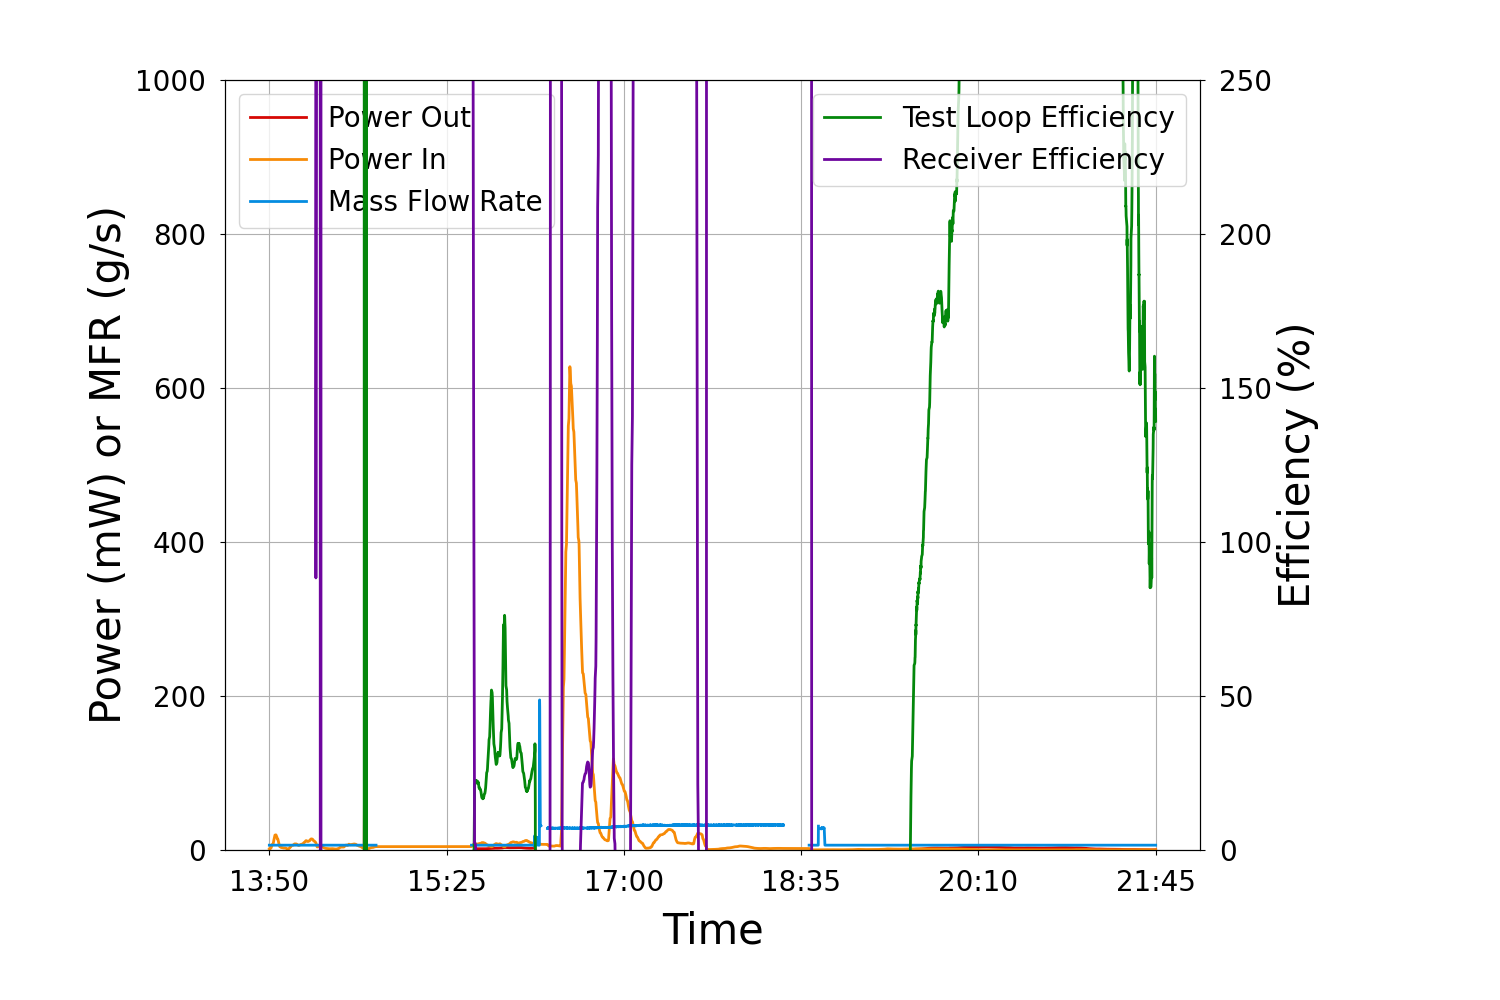 1000
800
600
400
200
0
Power (mW) or MFR (g/s)
Power Out
Power In
Mass Flow Rate
Test Loop Efficiency
Receiver Efficiency
250
200
150
100
50
0
Efficiency (%)
13:50 15:25 17:00 18:35 20:10 21:45
Time